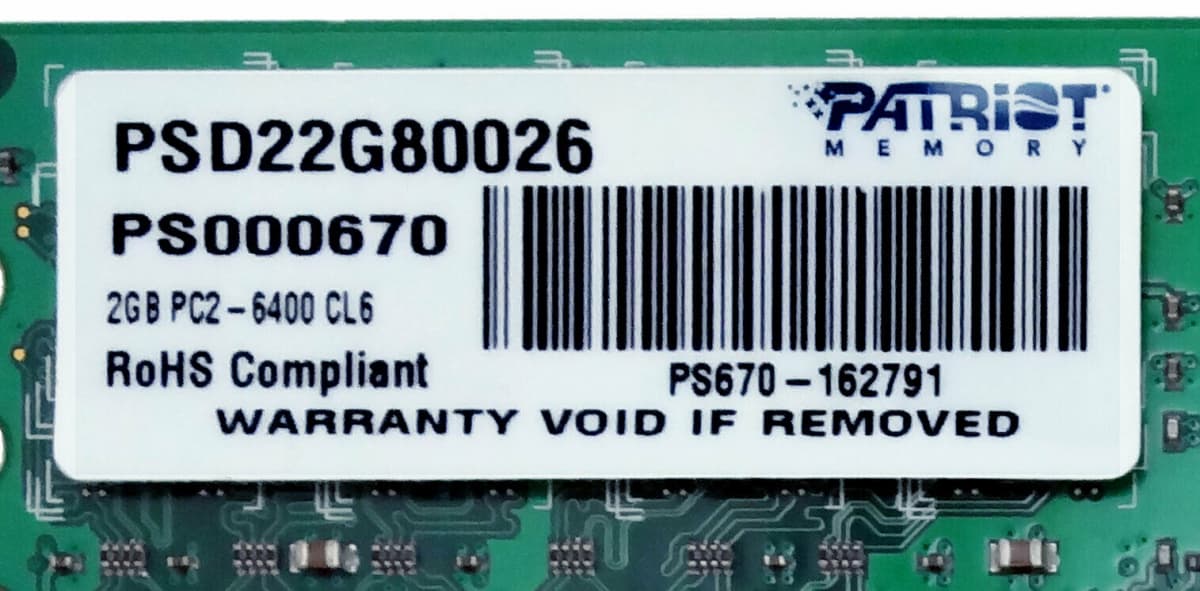 PATRiOT
MEMORY
PSD22G80026
PS000670
2GB PC2-6400 CL6
RoHS Compliant
PS670-162791
WARRANTY VOID IF REMOVED